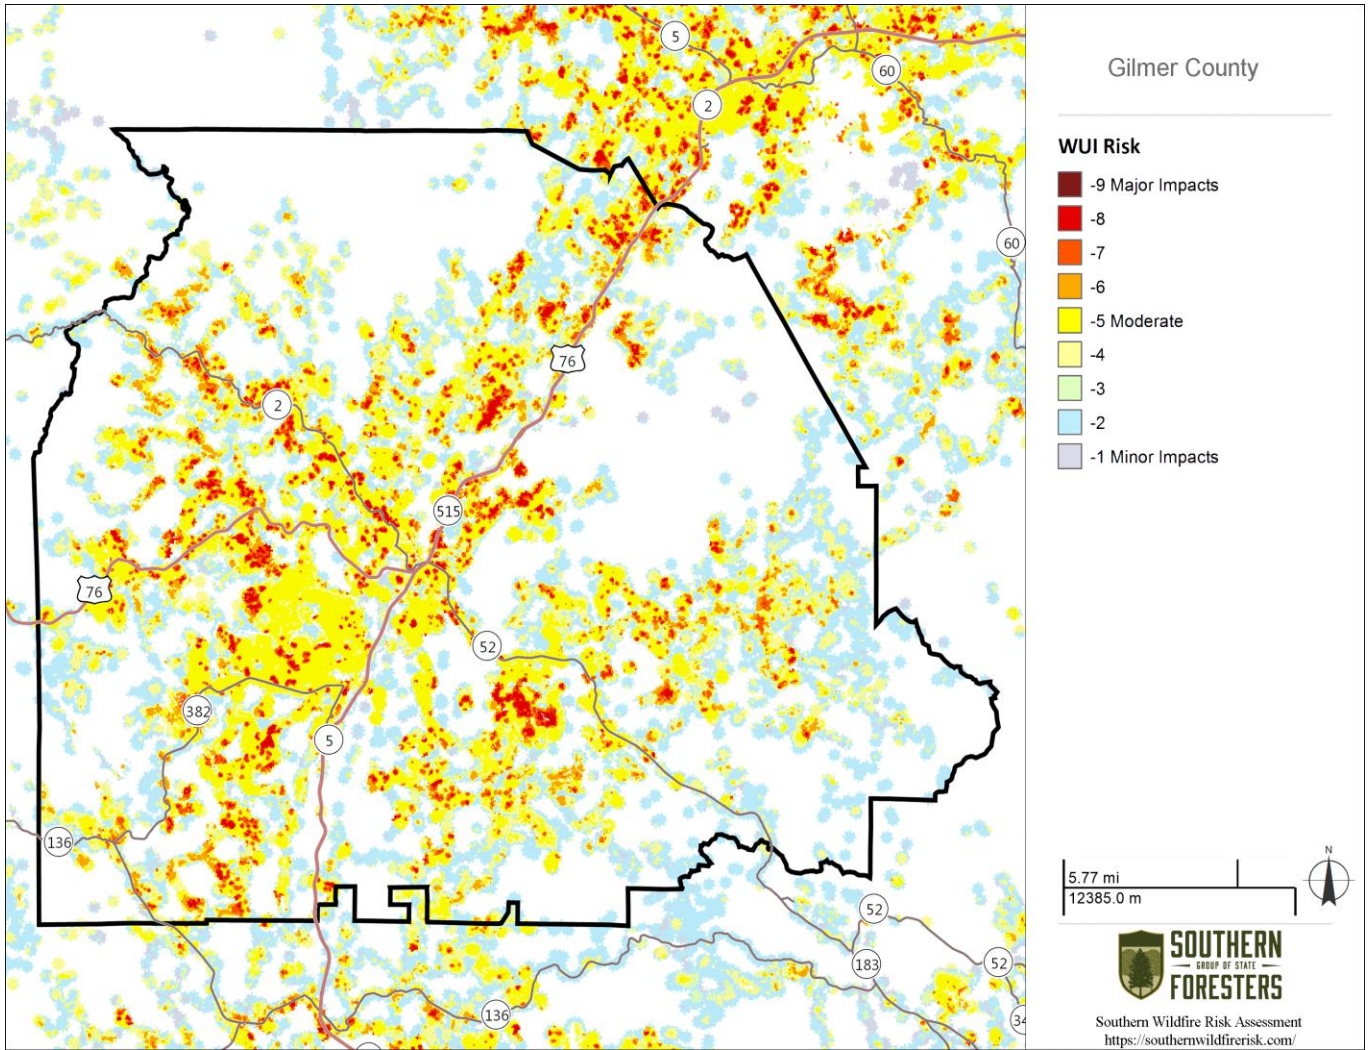 5
60
2
60
76
2
515
76
52
382
5
136
52
183
52
136
34
Gilmer County
WUI Risk
-9 Major Impacts
-8
-7
-6
-5 Moderate
-4
-3
-2
-1 Minor Impacts
N
5.77 mi
12385.0 m
SOUTHERN
GROUP OF STATE
FORESTERS
Southern Wildfire Risk Assessment
https://southernwildfirerisk.com/